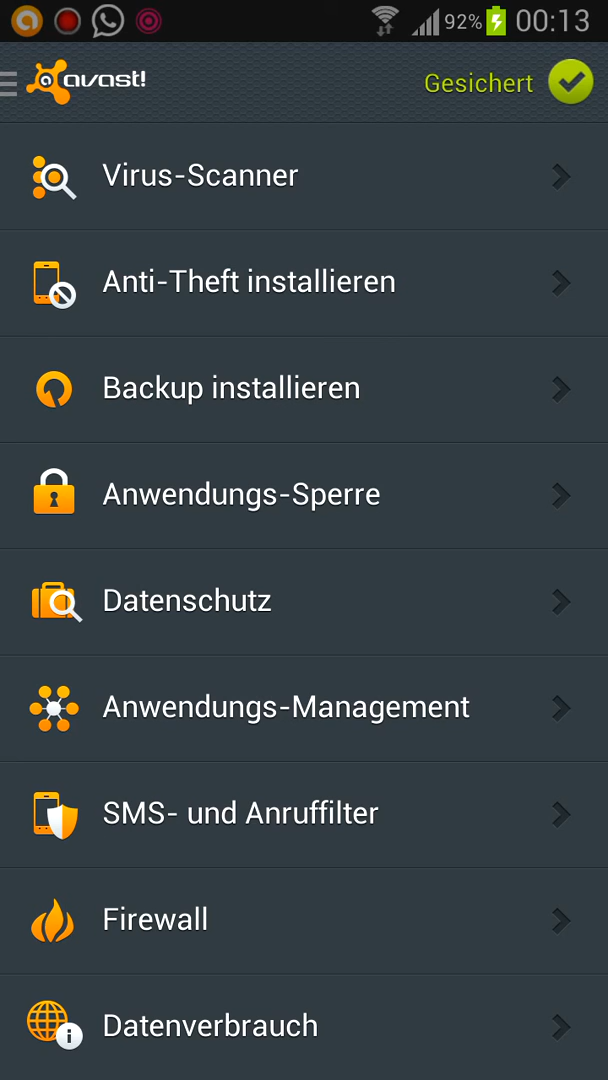 92% 00:13
avast! Gesichert
Virus-Scanner
Anti-Theft installieren
Backup installieren
Anwendungs-Sperre
Datenschutz
Anwendungs-Management
SMS- und Anruffilter
Firewall
Datenverbrauch